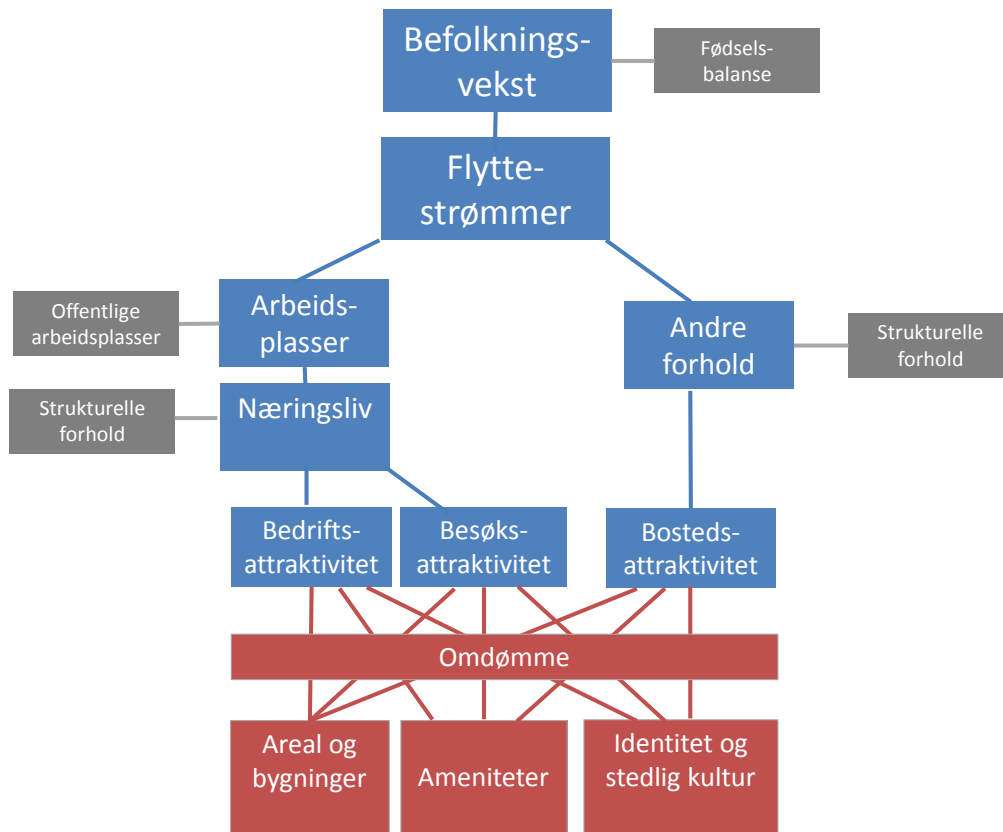 Befolknings-
vekst
Fødsels-
balanse
Flytte-
strømmer
Offentlige
arbeidsplasser
Arbeids-
plasser
Andre
forhold
Strukturelle
forhold
Strukturelle
forhold
Næringsliv
Bedrifts-
attraktivitet
Besøks-
attraktivitet
Bosteds-
attraktivitet
Omdømme
Areal og
bygninger
Ameniteter
Identitet og
stedlig kultur